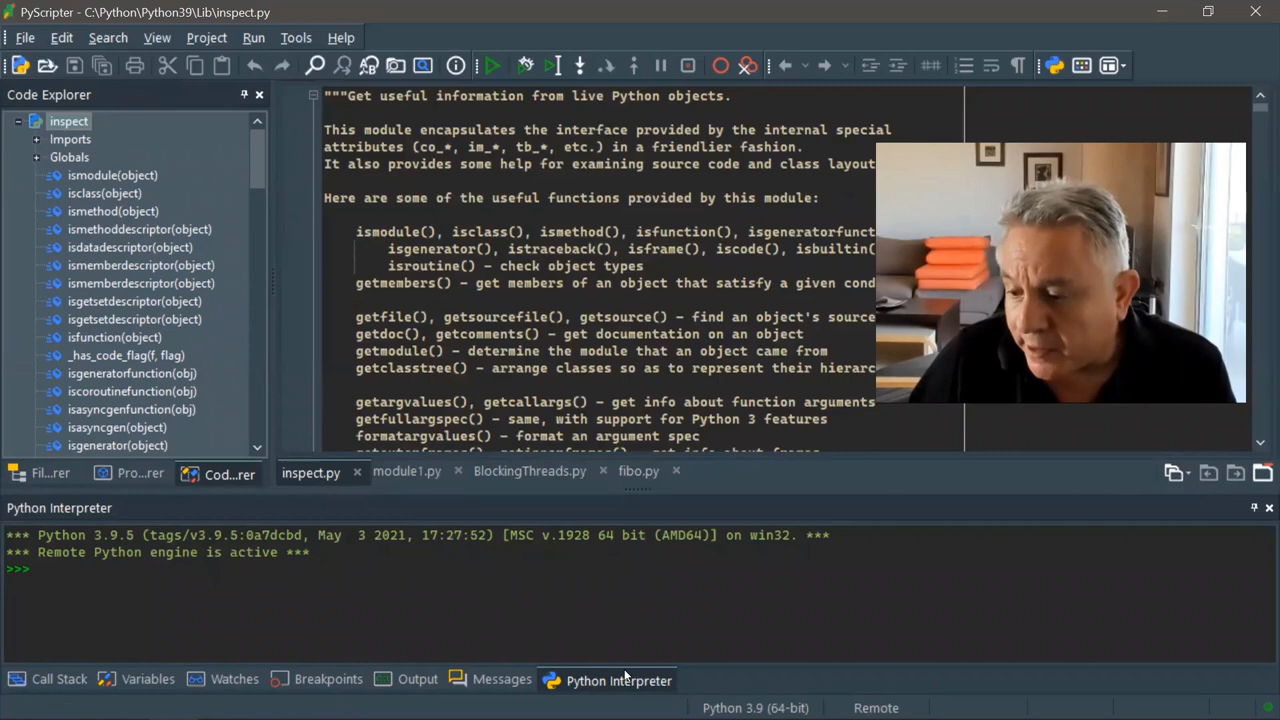 PyScripter - C:\Python\Python39\Lib\inspect.py
File Edit Search View Project Run Tools Help
Code Explorer
inspect
Imports
Globals
ismodule(object)
isclass(object)
ismethod(object)
ismethoddescriptor(object)
isdatadescriptor(object)
ismemberdescriptor(object)
ismemberdescriptor(object)
isgetsetdescriptor(object)
isgetsetdescriptor(object)
isfunction(object)
_has_code_flag(f, flag)
isgeneratorfunction(obj)
iscoroutinefunction(obj)
isasyncgenfunction(obj)
isasyncgen(object)
isgenerator(object)
Fil...rer Pro...rer Cod...rer
"""Get useful information from live Python objects.
This module encapsulates the interface provided by the internal special
attributes (co_*, im_*, tb_*, etc.) in a friendlier fashion.
It also provides some help for examining source code and class layout
Here are some of the useful functions provided by this module:
ismodule(), isclass(), ismethod(), isfunction(), isgeneratorfunct
isgenerator(), istraceback(), isframe(), iscode(), isbuiltin(
isroutine() - check object types
getmembers() - get members of an object that satisfy a given cond
getfile(), getsourcefile(), getsource() - find an object's source
getdoc(), getcomments() - get documentation on an object
getmodule() - determine the module that an object came from
getclasstree() - arrange classes so as to represent their hierarc
getargvalues(), getcallargs() - get info about function arguments
getfullargspec() - same, with support for Python 3 features
formatargvalues() - format an argument spec
inspect.py module1.py BlockingThreads.py fibo.py
Python Interpreter
*** Python 3.9.5 (tags/v3.9.5:0a7dcbd, May  3 2021, 17:27:52) [MSC v.1928 64 bit (AMD64)] on win32. ***
*** Remote Python engine is active ***
>>>
Call Stack Variables Watches Breakpoints Output Messages Python Interpreter
Python 3.9 (64-bit) Remote